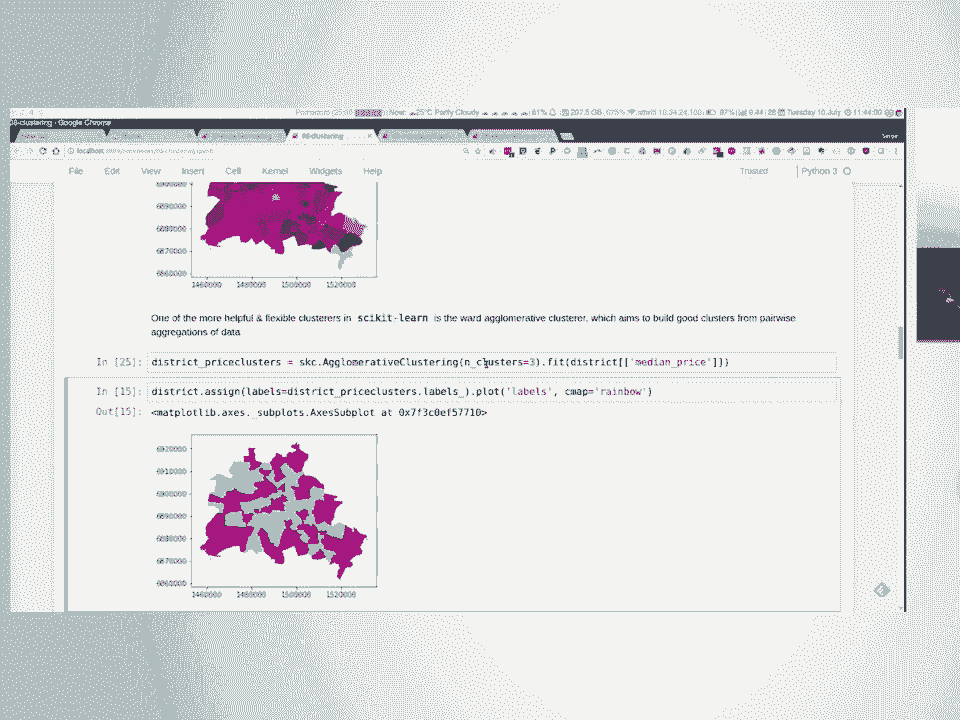 08-clustering - Google Chrome
08-clustering
localhost
File Edit View Insert Cell Kernel Widgets Help Trusted Python 3
6890000
6880000
6870000
6860000
1460000 1480000 1500000 1520000
One of the more helpful & flexible clusterers in scikit-learn is the ward agglomerative clusterer, which aims to build good clusters from pairwise
aggregations of data
In [25]: district_priceclusters = skc.AgglomerativeClustering(n_clusters=3).fit(district[['median_price']])
In [15]: district.assign(labels=district_priceclusters.labels_).plot('labels', cmap='rainbow')
Out[15]: <matplotlib.axes._subplots.AxesSubplot at 0x7f3c0ef57710>
6920000
6910000
6900000
6890000
6880000
6870000
6860000
1460000 1480000 1500000 1520000